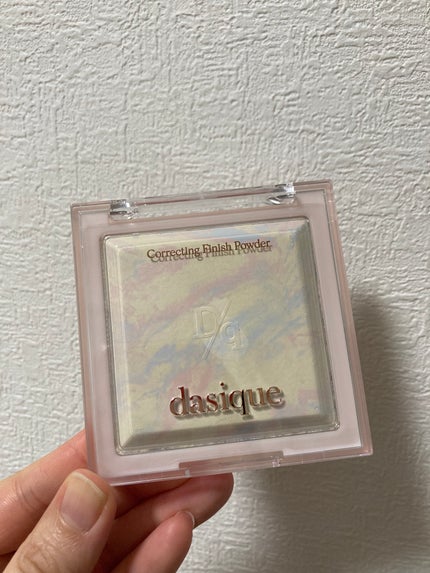 Correcting Finish Powder
D/q
dasique